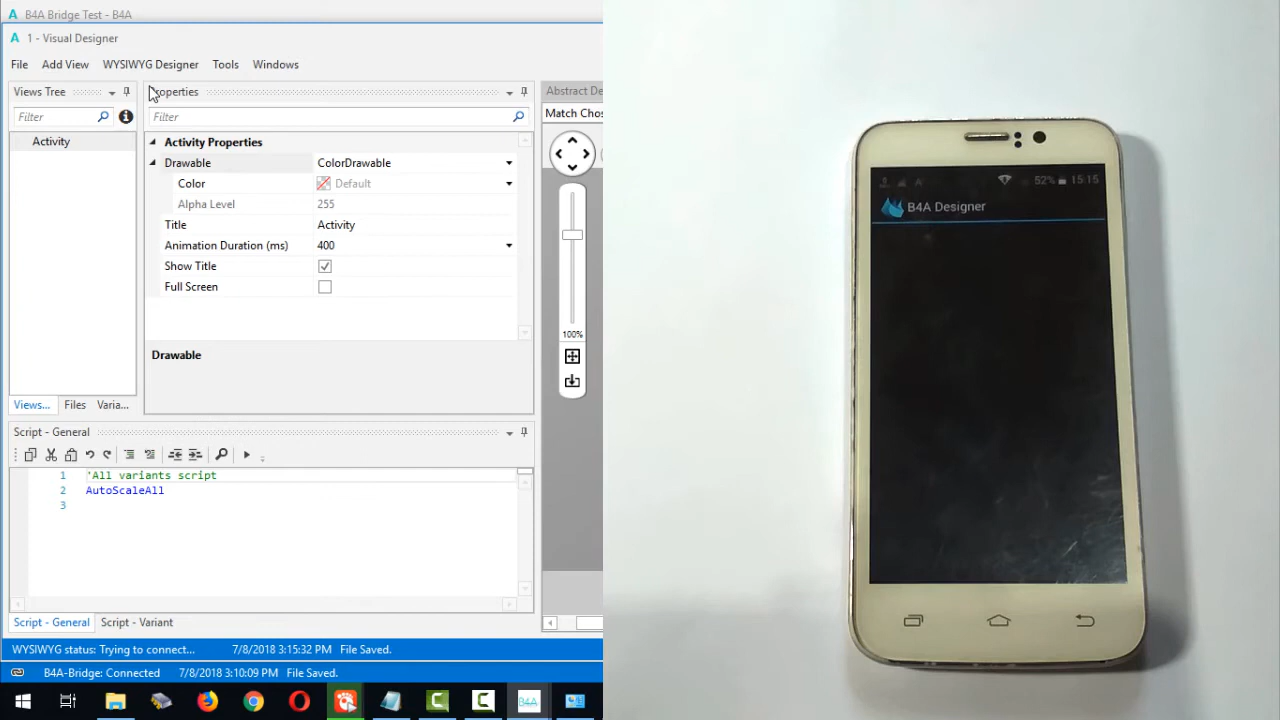 B4A Bridge Test - B4A
1 - Visual Designer
File Add View WYSIWYG Designer Tools Windows
Views Tree
Properties
Abstract De
Filter
Filter
Match Chos
Activity
Activity Properties
Drawable ColorDrawable
Color Default
Alpha Level 255
Title Activity
Animation Duration (ms) 400
Show Title
Full Screen
100%
Drawable
Views... Files Varia...
Script - General
1 'All variants script
2 AutoScaleAll
3
Script - General Script - Variant
WYSIWYG status: Trying to connect... 7/8/2018 3:15:32 PM File Saved.
B4A-Bridge: Connected 7/8/2018 3:10:09 PM File Saved.
B4A
52% 15:15
B4A Designer